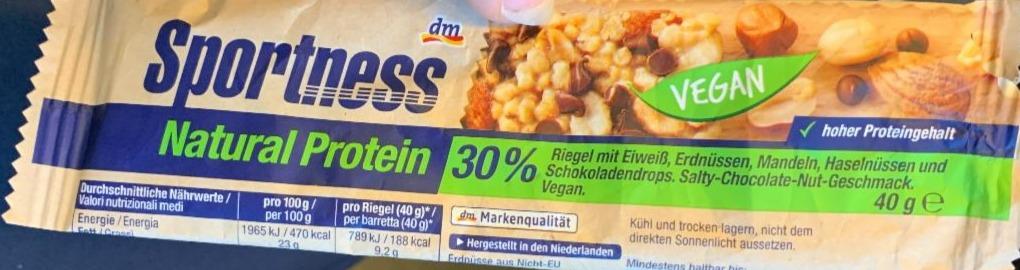 dm
Sportness
VEGAN
✓ hoher Proteingehalt
Natural Protein
30%
Riegel mit Eiweiß, Erdnüssen, Mandeln, Haselnüssen und
Schokoladendrops. Salty-Chocolate-Nut-Geschmack.
Vegan.
40 g ℮
Durchschnittliche Nährwerte /
Valori nutrizionali medi
pro 100 g /
per 100 g
pro Riegel (40 g)* /
per barretta (40 g)*
Energie / Energia
1965 kJ / 470 kcal
789 kJ / 188 kcal
Fett / Grassi
23 g
9,2 g
dm Markenqualität
▶ Hergestellt in den Niederlanden
Erdnüsse aus Nicht-EU
Kühl und trocken lagern, nicht dem
direkten Sonnenlicht aussetzen.
Mindestens haltbar bis